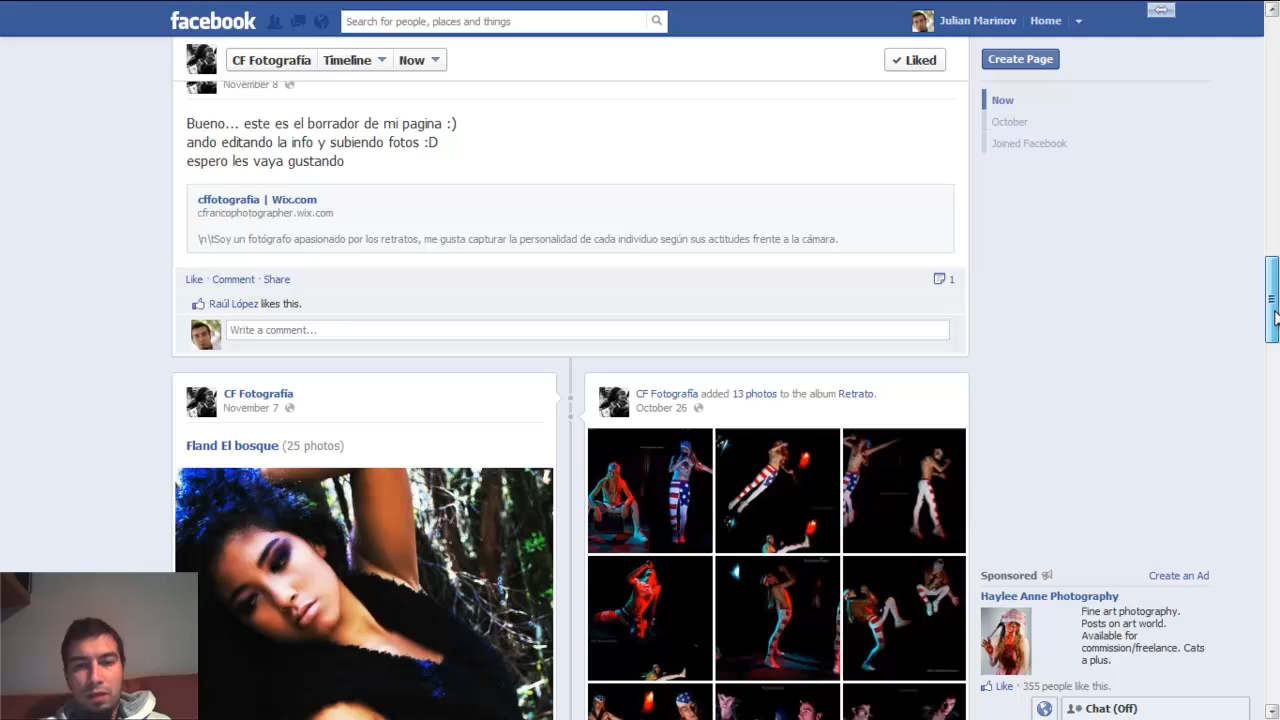 facebook
Search for people, places and things
Julian Marinov
Home
CF Fotografía
Timeline
Now
Liked
Create Page
November 8
Now
October
Joined Facebook
Bueno... este es el borrador de mi pagina :)
ando editando la info y subiendo fotos :D
espero les vaya gustando
cffotografia | Wix.com
cfrancophotographer.wix.com
\n\tSoy un fotógrafo apasionado por los retratos, me gusta capturar la personalidad de cada individuo según sus actitudes frente a la cámara.
Like · Comment · Share
1
Raúl López likes this.
Write a comment...
CF Fotografía
November 7
Fland El bosque (25 photos)
CF Fotografía added 13 photos to the album Retrato.
October 26
Sponsored
Create an Ad
Haylee Anne Photography
Fine art photography.
Posts on art world.
Available for
commission/freelance. Cats
a plus.
Like · 355 people like this.
Chat (Off)